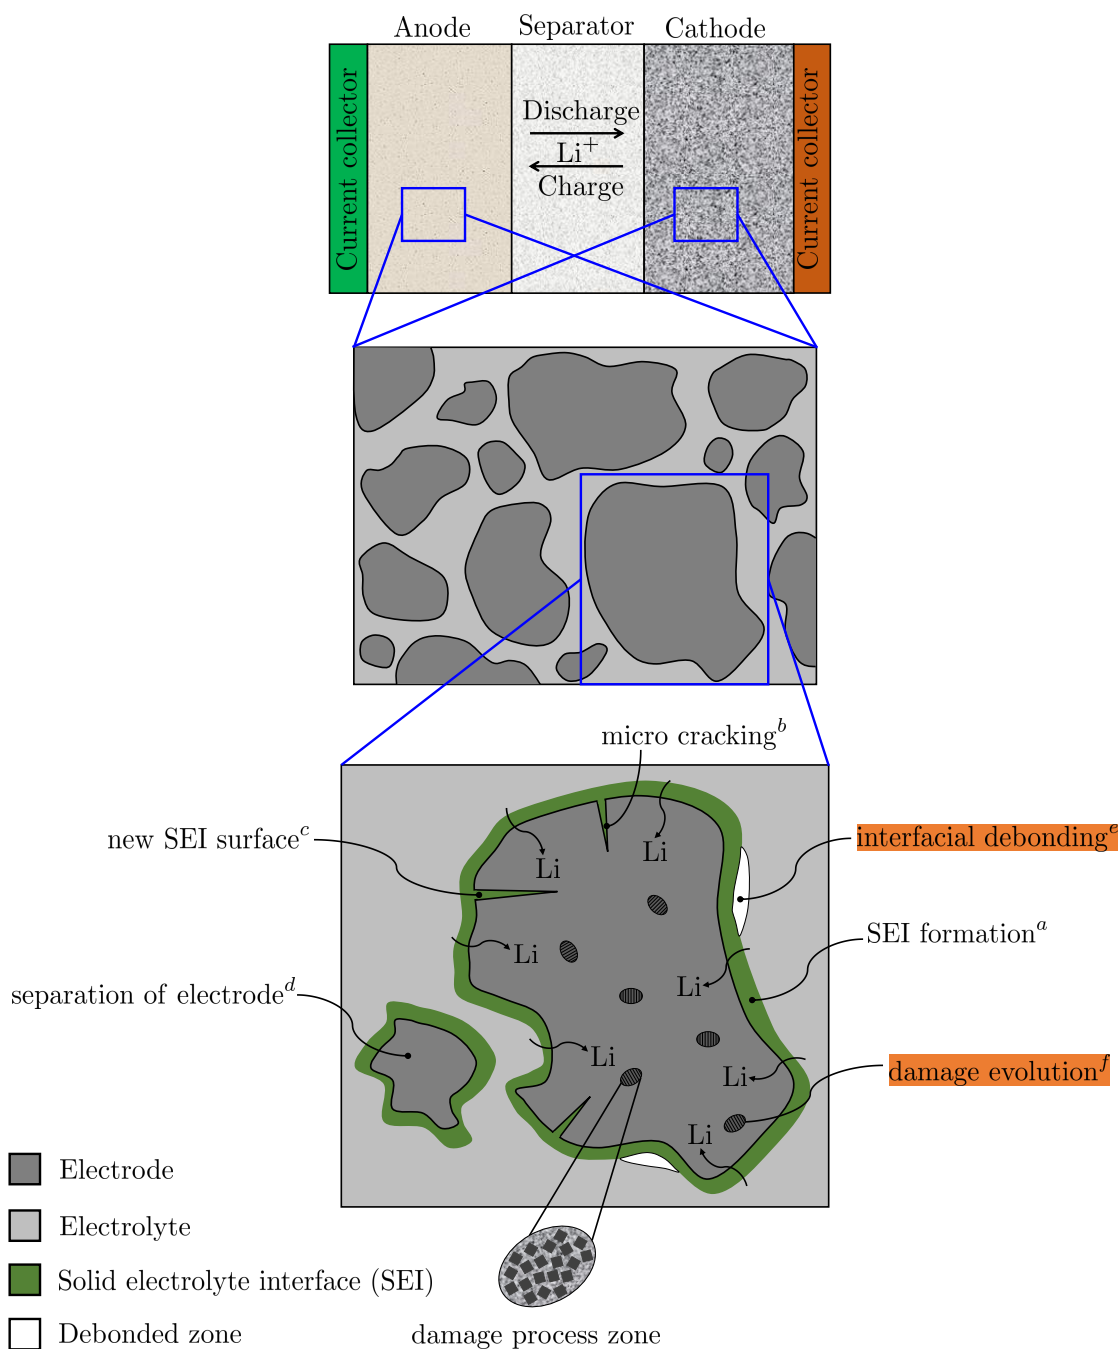 Anode
Separator
Cathode
Current collector
Discharge
Li+
Charge
Current collector
micro cracking^b
new SEI surface^c
interfacial debonding^e
Li
Li
SEI formation^a
Li
Li
separation of electrode^d
Li
Li
damage evolution^f
Li
Electrode
Electrolyte
Solid electrolyte interface (SEI)
Debonded zone
damage process zone